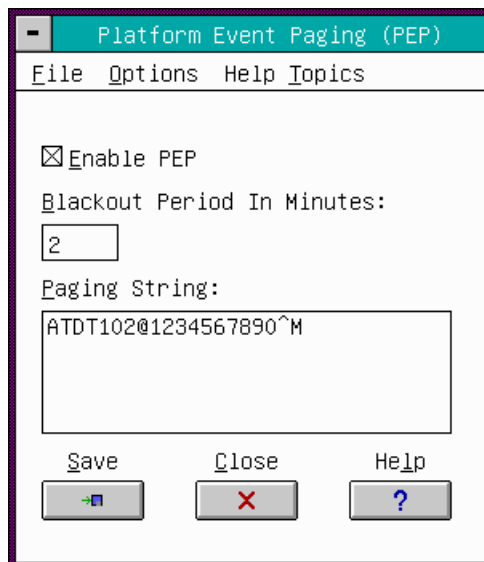 Platform Event Paging (PEP)
File Options Help Topics
Enable PEP
Blackout Period In Minutes:
2
Paging String:
ATDT102@1234567890^M
Save Close Help
?